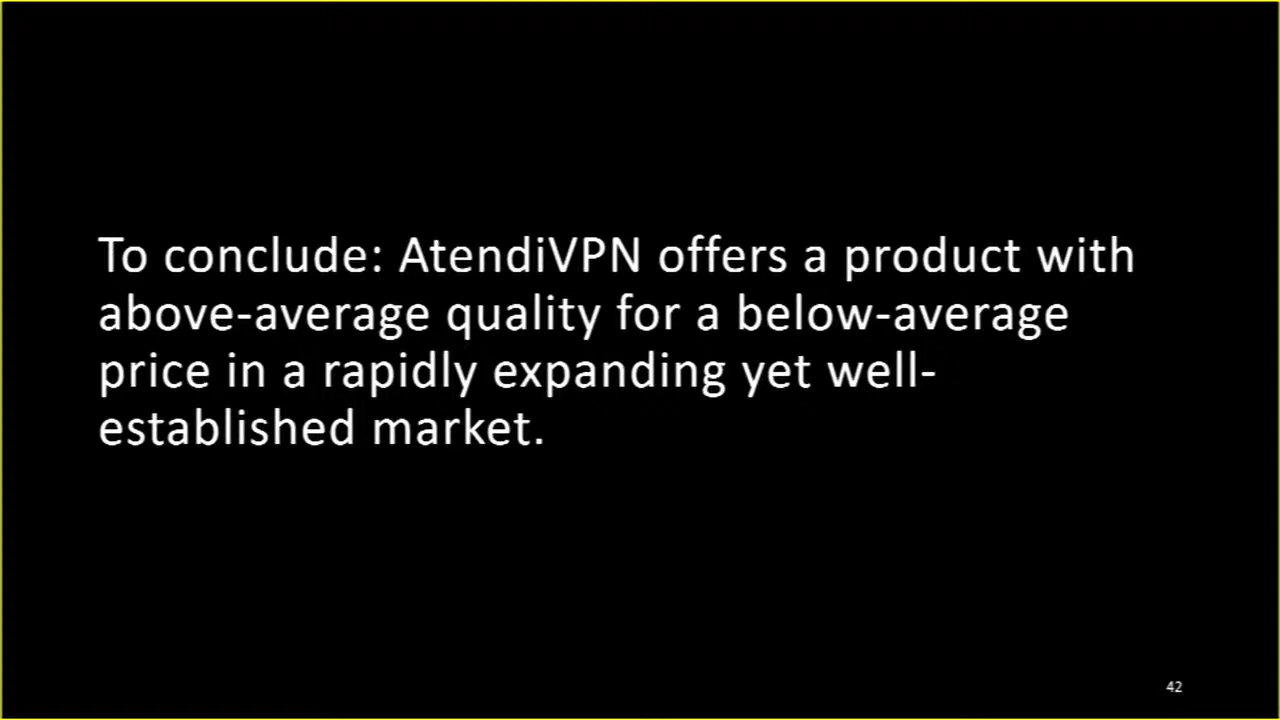 To conclude: AtendiVPN offers a product with
above-average quality for a below-average
price in a rapidly expanding yet well-
established market.
42